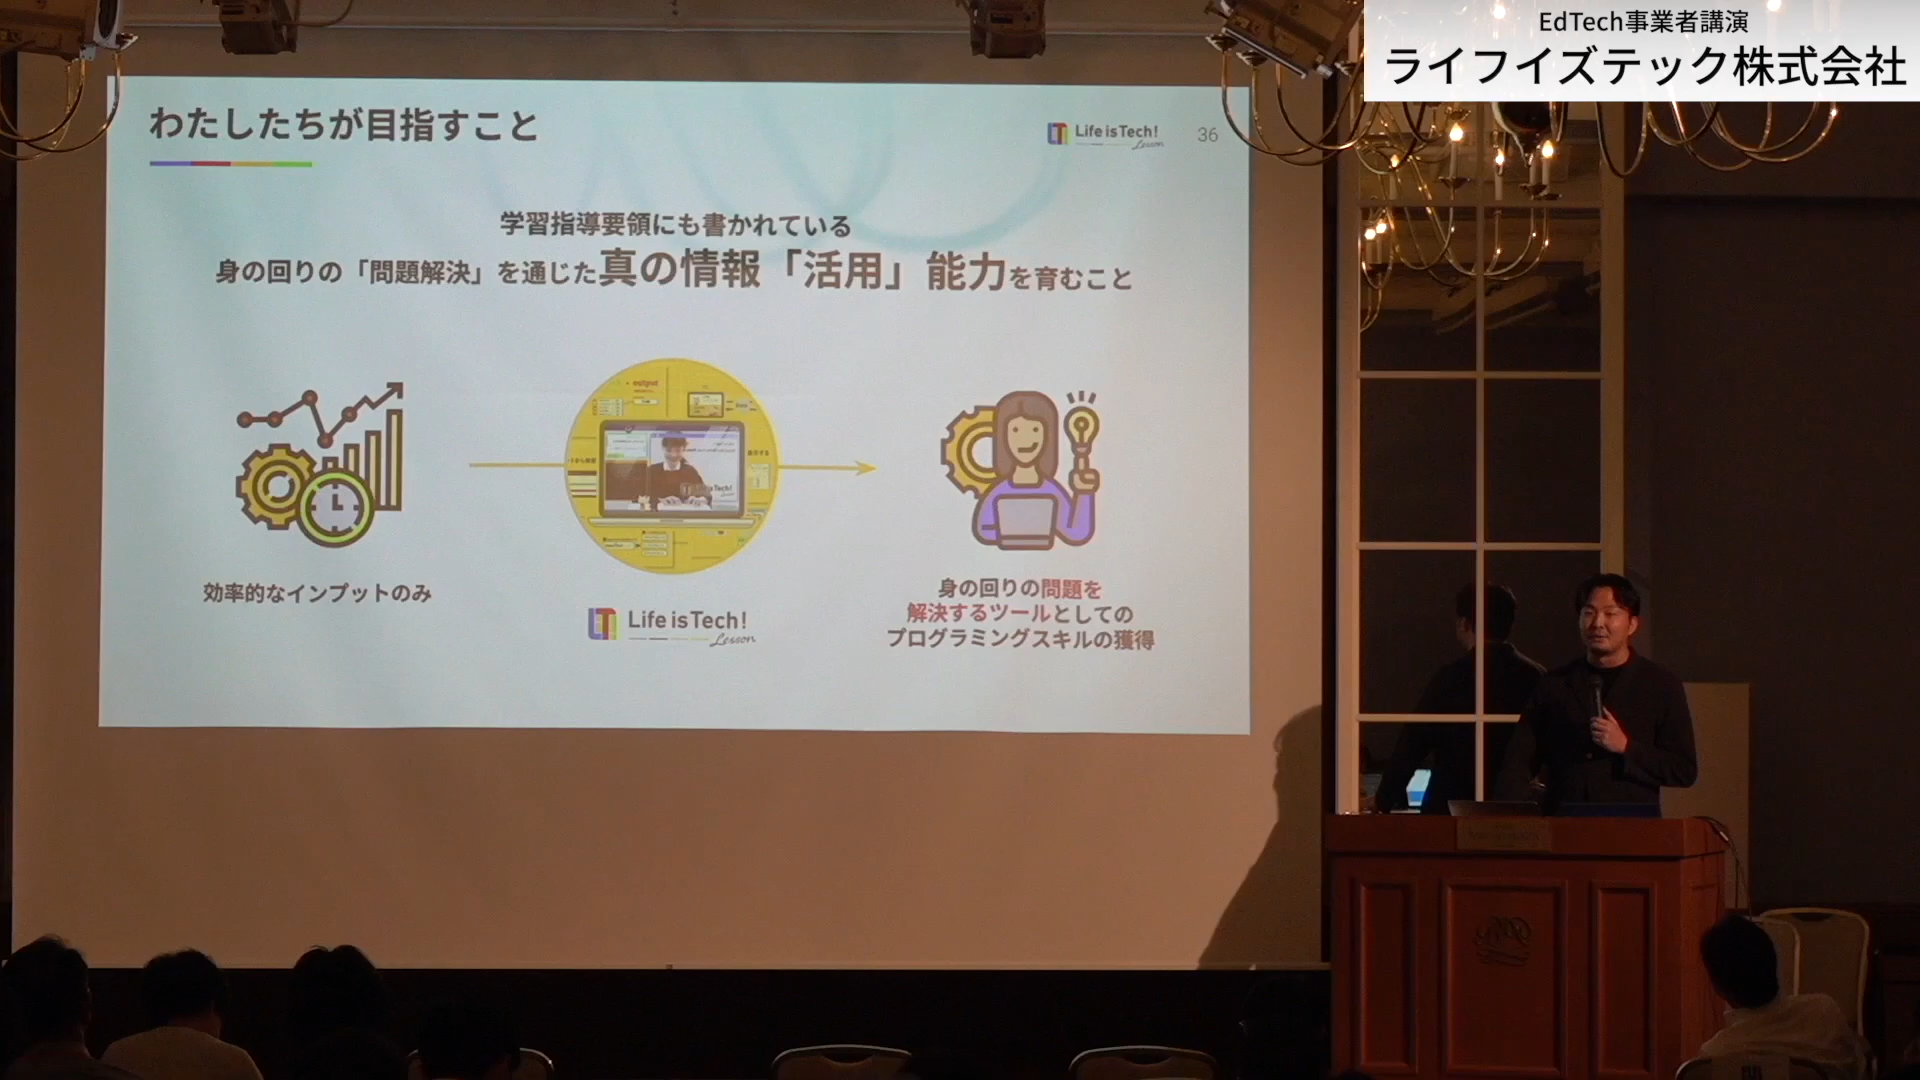 EdTech事業者講演
ライフイズテック株式会社
わたしたちが目指すこと
Life is Tech!
Lesson
36
学習指導要領にも書かれている
身の回りの「問題解決」を通じた真の情報「活用」能力を育むこと
効率的なインプットのみ
Life is Tech!
Lesson
身の回りの問題を
解決するツールとしての
プログラミングスキルの獲得